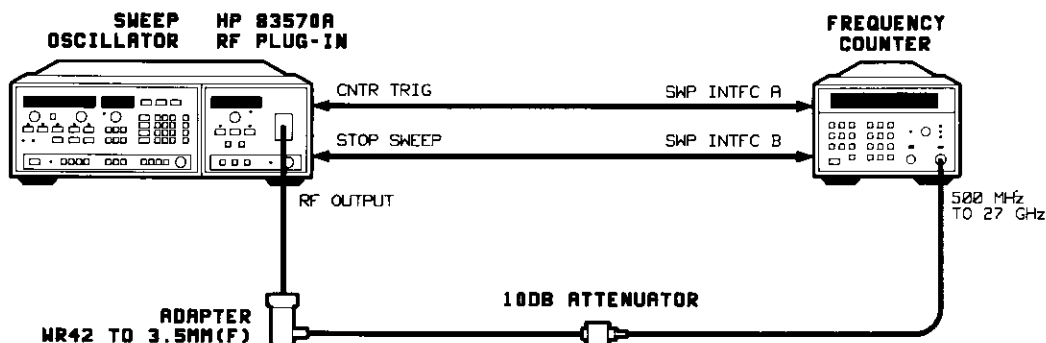 SWEEP OSCILLATOR
HP 83570A RF PLUG-IN
FREQUENCY COUNTER
CNTR TRIG
SWP INTFC A
STOP SWEEP
SWP INTFC B
RF OUTPUT
500 MHz
TO 27 GHz
10DB ATTENUATOR
ADAPTER
WR42 TO 3.5MM(F)